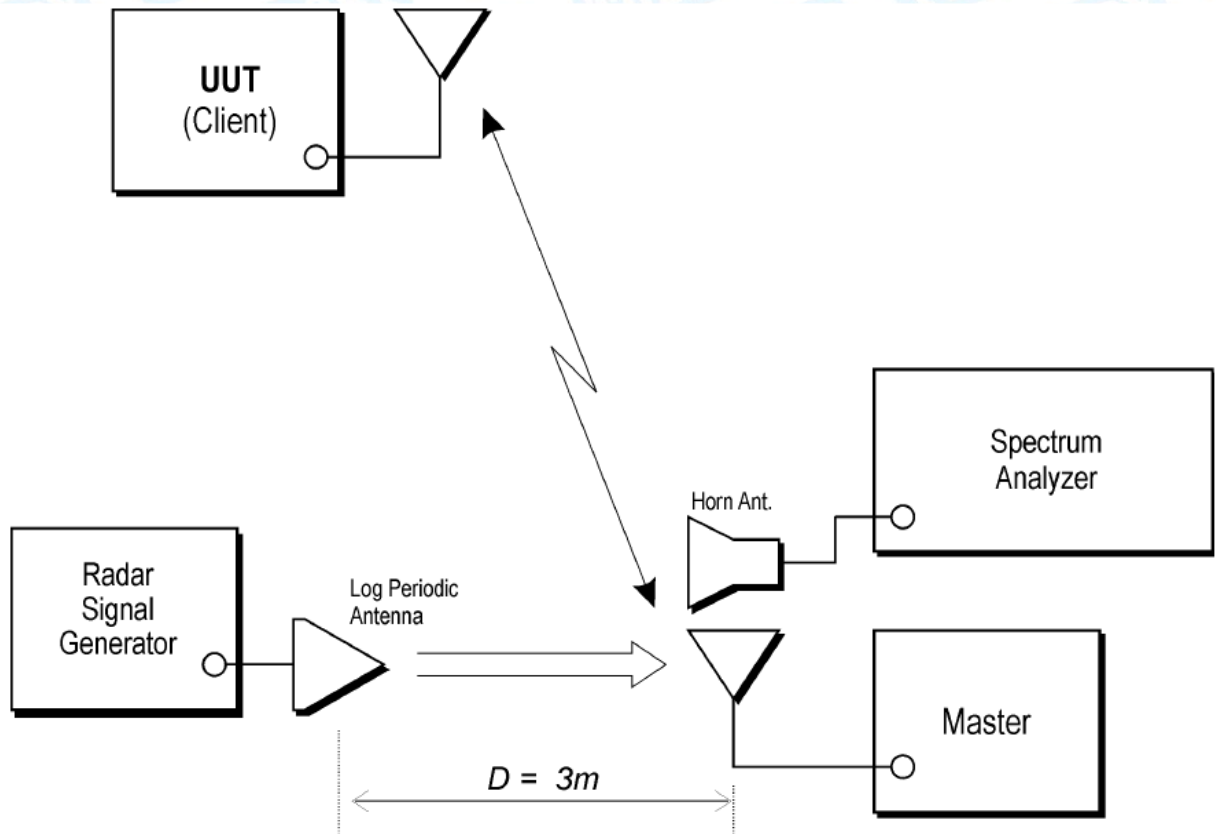 UUT
(Client)
Spectrum
Analyzer
Horn Ant.
Radar
Signal
Generator
Log Periodic
Antenna
Master
D = 3m